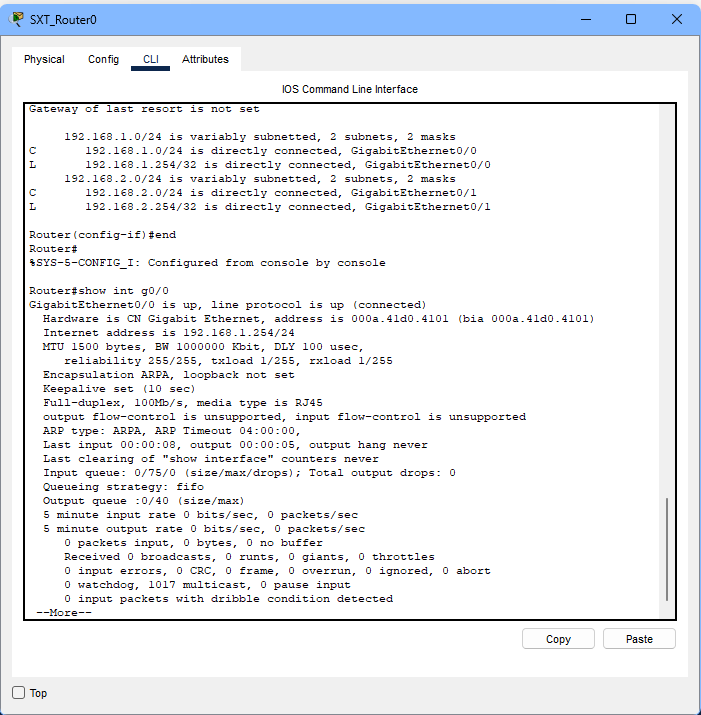 SXT_Router0
Physical Config CLI Attributes
IOS Command Line Interface
Gateway of last resort is not set
192.168.1.0/24 is variably subnetted, 2 subnets, 2 masks
C 192.168.1.0/24 is directly connected, GigabitEthernet0/0
L 192.168.1.254/32 is directly connected, GigabitEthernet0/0
192.168.2.0/24 is variably subnetted, 2 subnets, 2 masks
C 192.168.2.0/24 is directly connected, GigabitEthernet0/1
L 192.168.2.254/32 is directly connected, GigabitEthernet0/1
Router(config-if)#end
Router#
%SYS-5-CONFIG_I: Configured from console by console
Router#show int g0/0
GigabitEthernet0/0 is up, line protocol is up (connected)
Hardware is CN Gigabit Ethernet, address is 000a.41d0.4101 (bia 000a.41d0.4101)
Internet address is 192.168.1.254/24
MTU 1500 bytes, BW 1000000 Kbit, DLY 100 usec,
reliability 255/255, txload 1/255, rxload 1/255
Encapsulation ARPA, loopback not set
Keepalive set (10 sec)
Full-duplex, 100Mb/s, media type is RJ45
output flow-control is unsupported, input flow-control is unsupported
ARP type: ARPA, ARP Timeout 04:00:00,
Last input 00:00:08, output 00:00:05, output hang never
Last clearing of "show interface" counters never
Input queue: 0/75/0 (size/max/drops); Total output drops: 0
Queueing strategy: fifo
Output queue :0/40 (size/max)
5 minute input rate 0 bits/sec, 0 packets/sec
5 minute output rate 0 bits/sec, 0 packets/sec
0 packets input, 0 bytes, 0 no buffer
Received 0 broadcasts, 0 runts, 0 giants, 0 throttles
0 input errors, 0 CRC, 0 frame, 0 overrun, 0 ignored, 0 abort
0 watchdog, 1017 multicast, 0 pause input
0 input packets with dribble condition detected
--More--
Copy Paste
Top